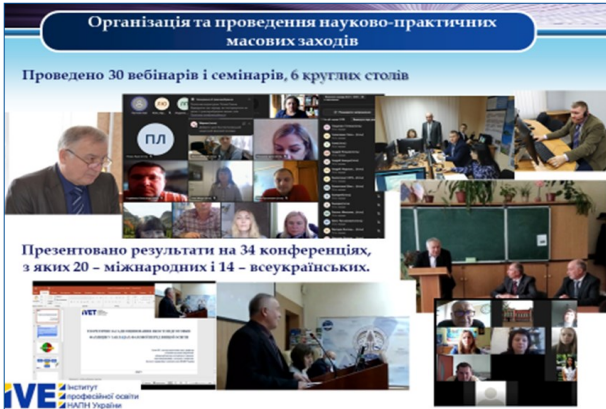 Організація та проведення науково-практичних
масових заходів
Проведено 30 вебінарів і семінарів, 6 круглих столів
ПЛ
Презентовано результати на 34 конференціях,
з яких 20 – міжнародних і 14 – всеукраїнських.
IVET
IVE
Інститут
професійної освіти
НАПН України